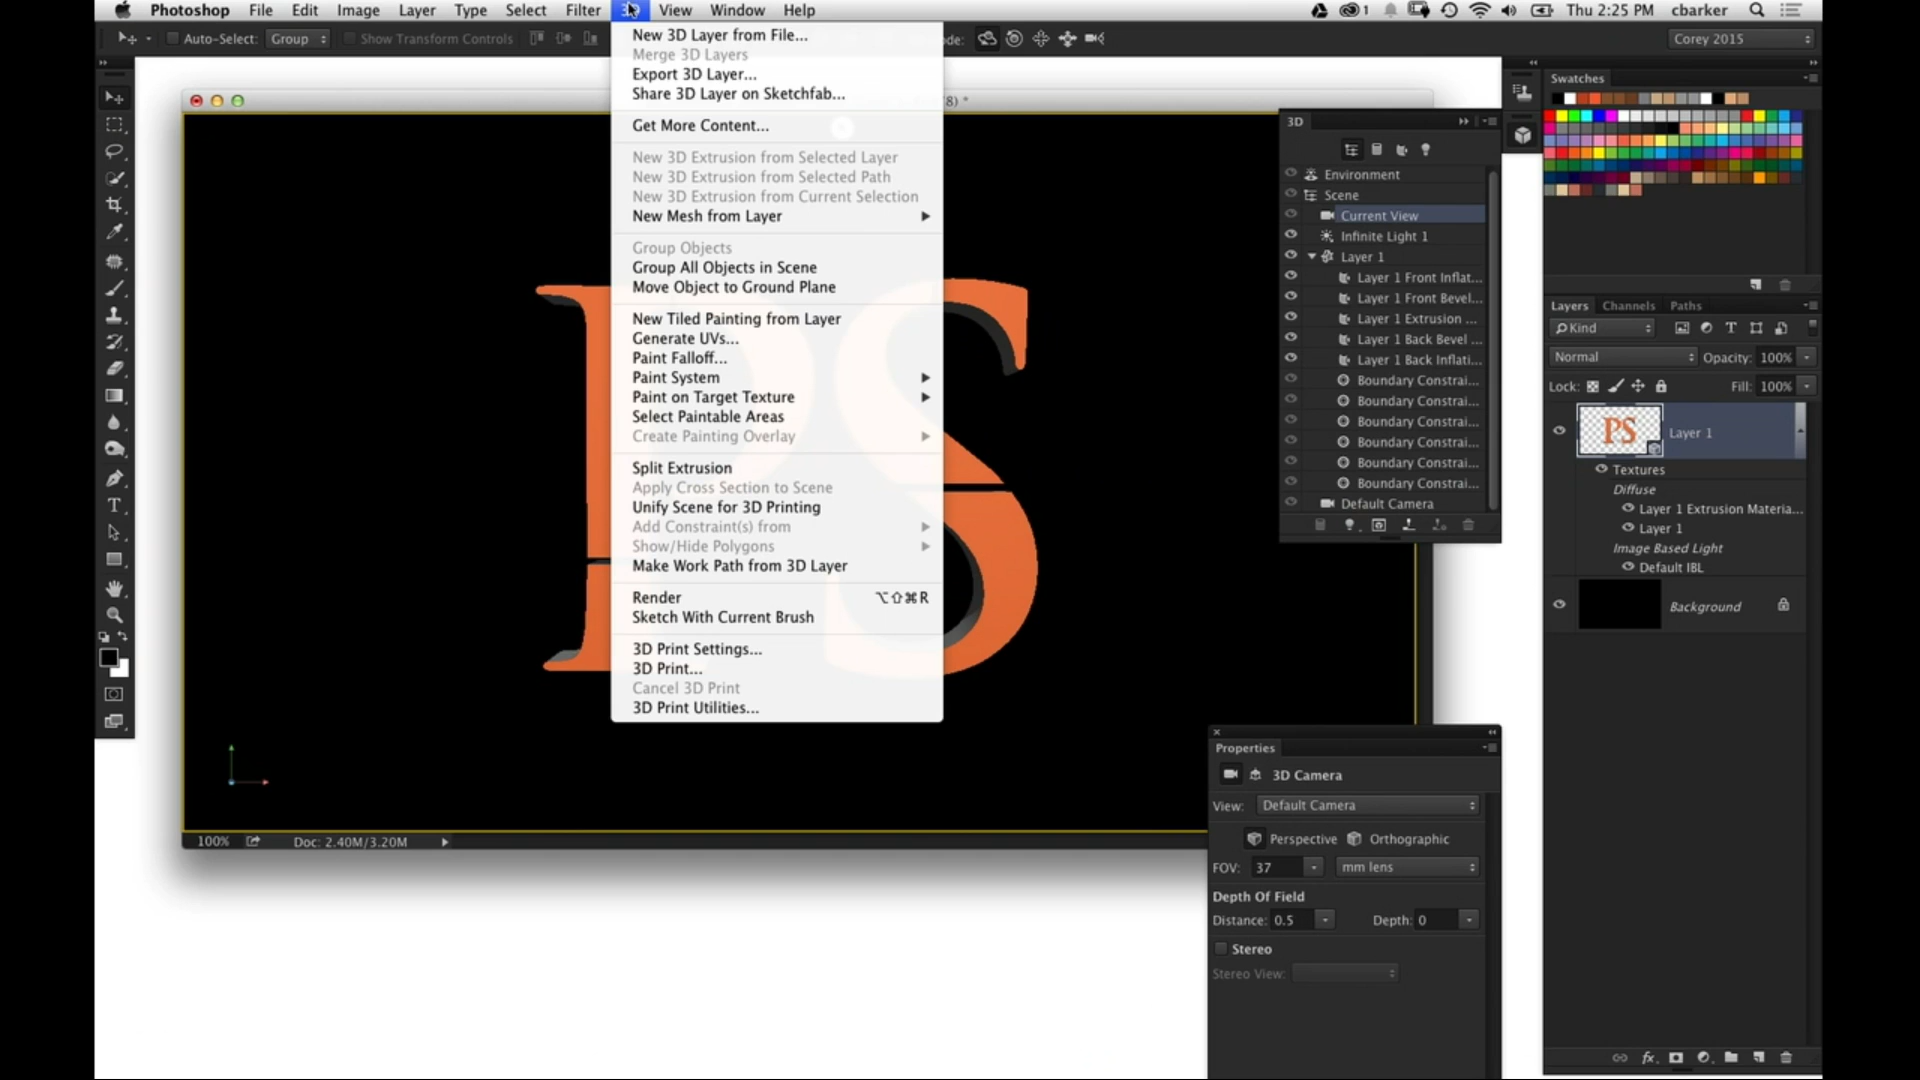 Photoshop File Edit Image Layer Type Select Filter 3D View Window Help 1 Thu 2:25 PM cbarker
Auto-Select: Group Show Transform Controls Corey 2015
8) *
New 3D Layer from File...
Merge 3D Layers
Export 3D Layer...
Share 3D Layer on Sketchfab...
Get More Content...
New 3D Extrusion from Selected Layer
New 3D Extrusion from Selected Path
New 3D Extrusion from Current Selection
New Mesh from Layer
Group Objects
Group All Objects in Scene
Move Object to Ground Plane
New Tiled Painting from Layer
Generate UVs...
Paint Falloff...
Paint System
Paint on Target Texture
Select Paintable Areas
Create Painting Overlay
Split Extrusion
Apply Cross Section to Scene
Unify Scene for 3D Printing
Add Constraint(s) from
Show/Hide Polygons
Make Work Path from 3D Layer
Render ⌥⇧⌘R
Sketch With Current Brush
3D Print Settings...
3D Print...
Cancel 3D Print
3D Print Utilities...
PS
100% Doc: 2.40M/3.20M
3D
Environment
Scene
Current View
Infinite Light 1
Layer 1
Layer 1 Front Inflat...
Layer 1 Front Bevel...
Layer 1 Extrusion ...
Layer 1 Back Bevel ...
Layer 1 Back Inflati...
Boundary Constrai...
Boundary Constrai...
Boundary Constrai...
Boundary Constrai...
Boundary Constrai...
Boundary Constrai...
Default Camera
Properties
3D Camera
View: Default Camera
Perspective Orthographic
FOV: 37 mm lens
Depth Of Field
Distance: 0.5 Depth: 0
Stereo
Stereo View:
Swatches
Layers Channels Paths
Kind
Normal Opacity: 100%
Lock: Fill: 100%
PS Layer 1
Textures
Diffuse
Layer 1 Extrusion Materia...
Layer 1
Image Based Light
Default IBL
Background
fx